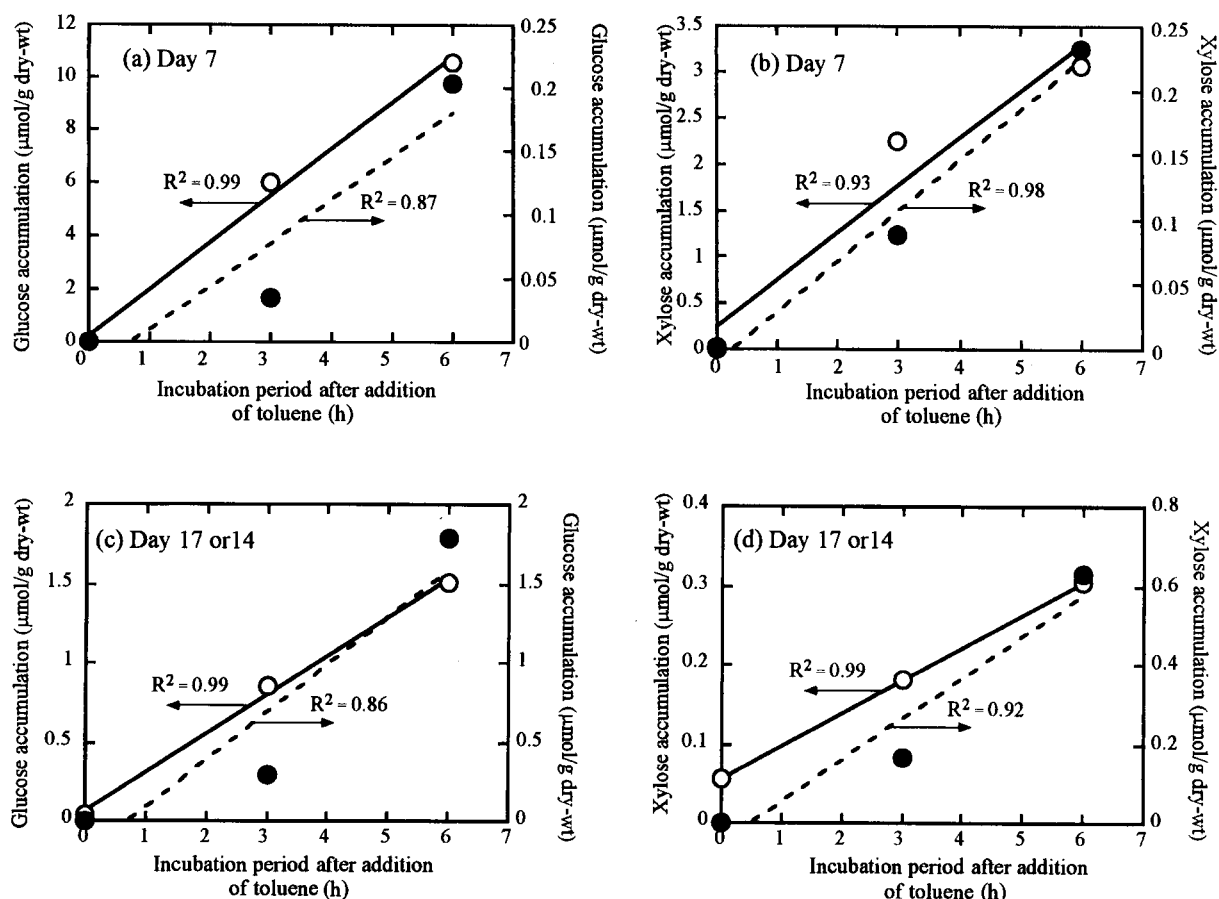 (a) Day 7
Glucose accumulation (μmol/g dry-wt)
12
10
8
6
4
2
0
R² = 0.99
R² = 0.87
0.25
0.2
0.15
0.1
0.05
0
Glucose accumulation (μmol/g dry-wt)
0 1 2 3 4 5 6 7
Incubation period after addition
of toluene (h)
(b) Day 7
Xylose accumulation (μmol/g dry-wt)
3.5
3
2.5
2
1.5
1
0.5
0
R² = 0.93
R² = 0.98
0.25
0.2
0.15
0.1
0.05
0
Xylose accumulation (μmol/g dry-wt)
0 1 2 3 4 5 6 7
Incubation period after addition
of toluene (h)
(c) Day 17 or14
Glucose accumulation (μmol/g dry-wt)
2
1.5
1
0.5
0
R² = 0.99
R² = 0.86
2
1.5
1
0.5
0
Glucose accumulation (μmol/g dry-wt)
0 1 2 3 4 5 6 7
Incubation period after addition
of toluene (h)
(d) Day 17 or14
Xylose accumulation (μmol/g dry-wt)
0.4
0.3
0.2
0.1
0
R² = 0.99
R² = 0.92
0.8
0.6
0.4
0.2
0
Xylose accumulation (μmol/g dry-wt)
0 1 2 3 4 5 6 7
Incubation period after addition
of toluene (h)